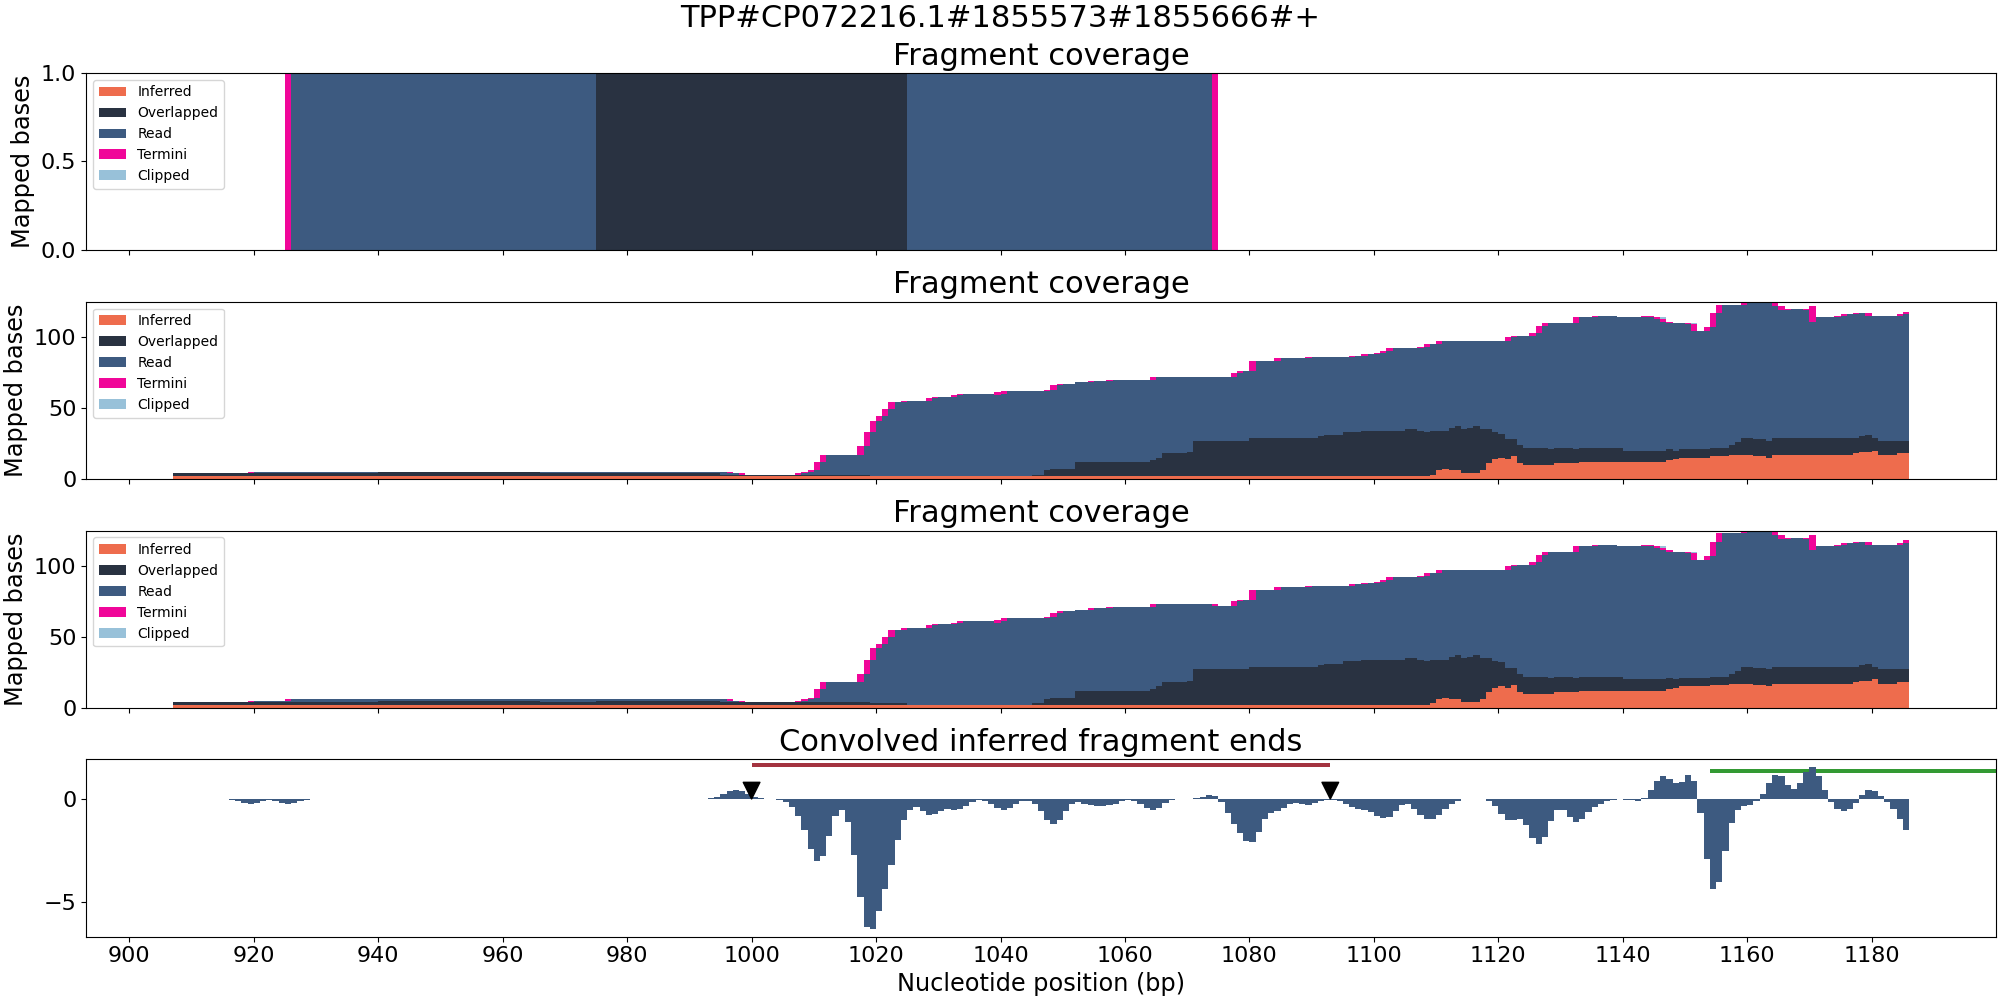 TPP#CP072216.1#1855573#1855666#+
Fragment coverage
Mapped bases
1.0
0.5
0.0
Inferred
Overlapped
Read
Termini
Clipped
Fragment coverage
Mapped bases
100
50
0
Inferred
Overlapped
Read
Termini
Clipped
Fragment coverage
Mapped bases
100
50
0
Inferred
Overlapped
Read
Termini
Clipped
Convolved inferred fragment ends
0
−5
900 920 940 960 980 1000 1020 1040 1060 1080 1100 1120 1140 1160 1180
Nucleotide position (bp)